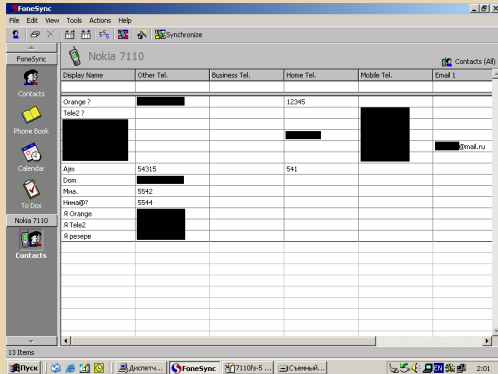 FoneSync
File Edit View Tools Actions Help
Synchronize
FoneSync
Nokia 7110
Contacts (All)
Display Name Other Tel. Business Tel. Home Tel. Mobile Tel. Email 1
Contacts
Orange ? 12345
Tele2 ?
Phone Book
@mail.ru
Calendar
Ajm 54315 541
Dom
To Dos
Миа. 5542
Нина@? 5544
Nokia 7110
Я Orange
Я Tele2
Я резерв
Contacts
13 Items
Пуск Диспетч... FoneSync 7110fs-5 ... Съемный... EN 2:01